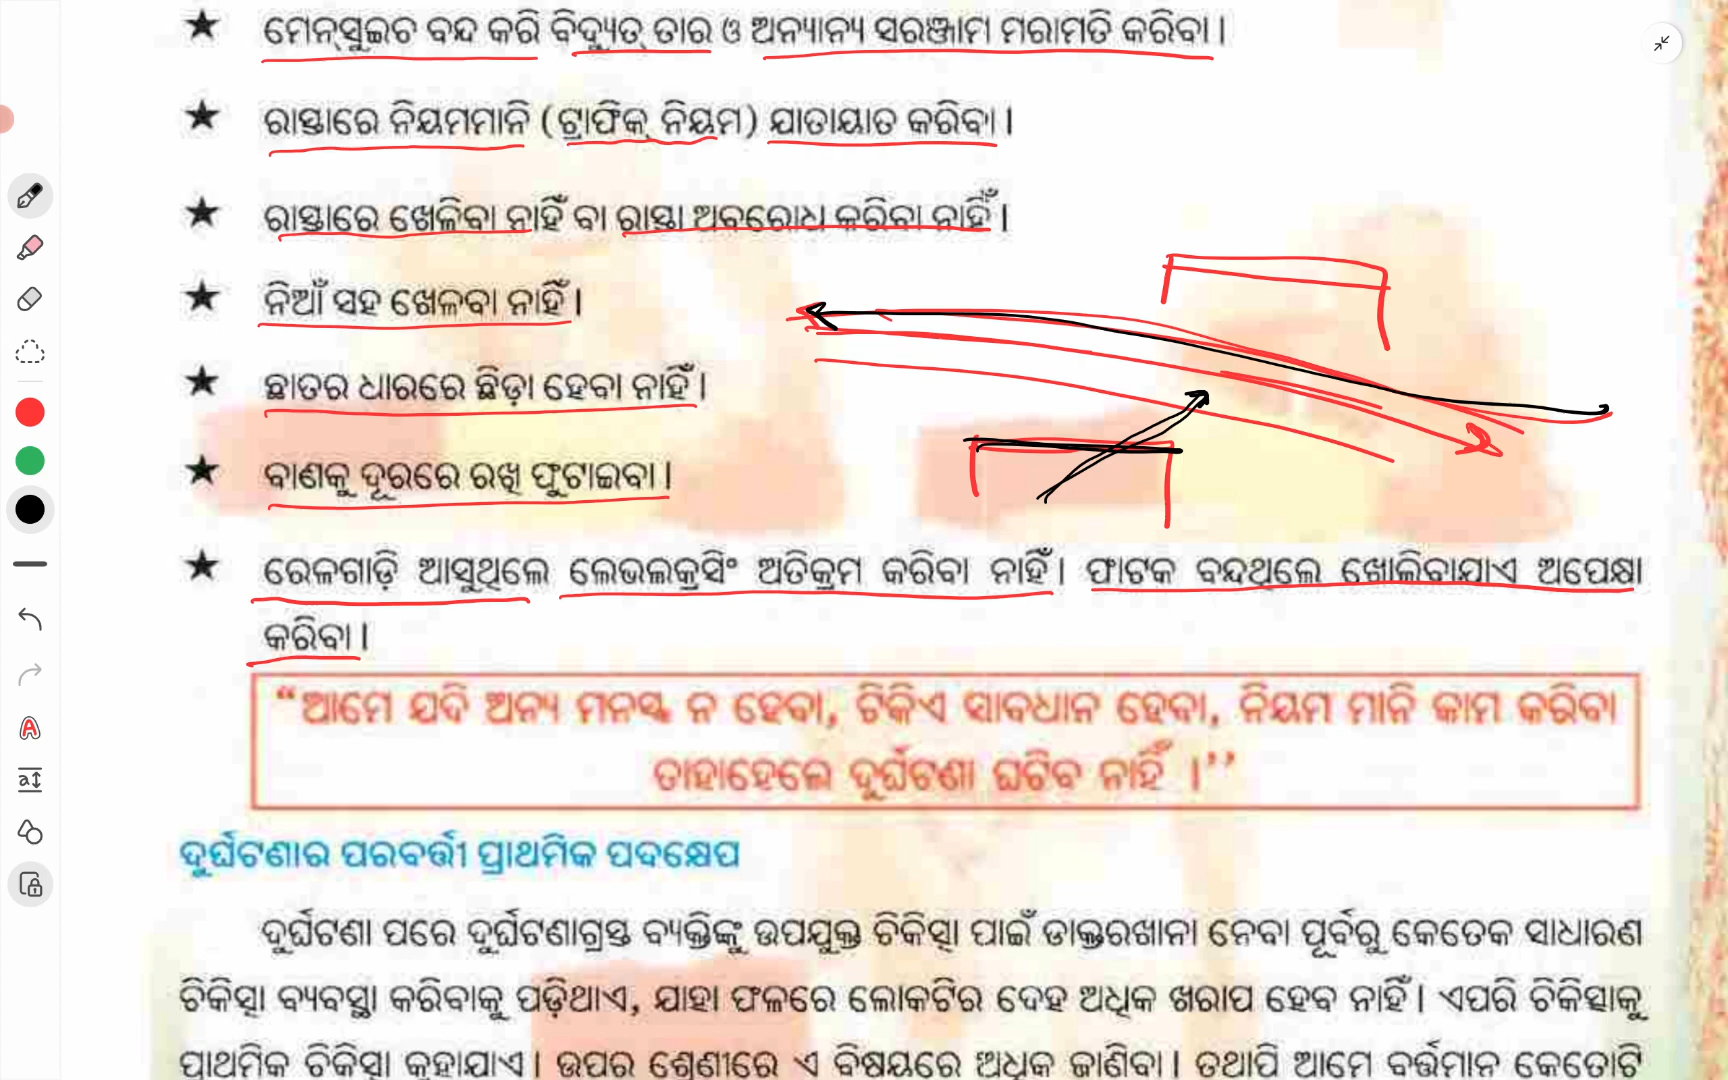 ★ ମେନ୍‌ସୁଇଚ ବନ୍ଦ କରି ବିଦ୍ୟୁତ୍ ତାର ଓ ଅନ୍ୟାନ୍ୟ ସରଞ୍ଜାମ ମରାମତି କରିବା ।
★ ରାସ୍ତାରେ ନିୟମମାନି (ଟ୍ରାଫିକ୍ ନିୟମ) ଯାତାୟାତ କରିବା ।
★ ରାସ୍ତାରେ ଖେଳିବା ନାହିଁ ବା ରାସ୍ତା ଅବରୋଧ କରିବା ନାହିଁ ।
★ ନିଆଁ ସହ ଖେଳବା ନାହିଁ ।
★ ଛାତର ଧାରରେ ଛିଡ଼ା ହେବା ନାହିଁ ।
★ ବାଣକୁ ଦୂରରେ ରଖି ଫୁଟାଇବା ।
★ ରେଳଗାଡ଼ି ଆସୁଥିଲେ ଲେଭଲକ୍ରସିଂ ଅତିକ୍ରମ କରିବା ନାହିଁ । ଫାଟକ ବନ୍ଦଥିଲେ ଖୋଲିବାଯାଏ ଅପେକ୍ଷା
କରିବା ।
“ଆମେ ଯଦି ଅନ୍ୟ ମନସ୍କ ନ ହେବା, ଟିକିଏ ସାବଧାନ ହେବା, ନିୟମ ମାନି କାମ କରିବା
ତାହାହେଲେ ଦୁର୍ଘଟଣା ଘଟିବ ନାହିଁ ।’’
ଦୁର୍ଘଟଣାର ପରବର୍ତ୍ତୀ ପ୍ରାଥମିକ ପଦକ୍ଷେପ
ଦୁର୍ଘଟଣା ପରେ ଦୁର୍ଘଟଣାଗ୍ରସ୍ତ ବ୍ୟକ୍ତିଙ୍କୁ ଉପଯୁକ୍ତ ଚିକିତ୍ସା ପାଇଁ ଡାକ୍ତରଖାନା ନେବା ପୂର୍ବରୁ କେତେକ ସାଧାରଣ
ଚିକିତ୍ସା ବ୍ୟବସ୍ଥା କରିବାକୁ ପଡ଼ିଥାଏ, ଯାହା ଫଳରେ ଲୋକଟିର ଦେହ ଅଧିକ ଖରାପ ହେବ ନାହିଁ । ଏପରି ଚିକିତ୍ସାକୁ
ପ୍ରାଥମିକ ଚିକିତ୍ସା କୁହାଯାଏ । ଉପର ଶ୍ରେଣୀରେ ଏ ବିଷୟରେ ଅଧିକ ଜାଣିବା । ତଥାପି ଆମେ ବର୍ତ୍ତମାନ କେତୋଟି